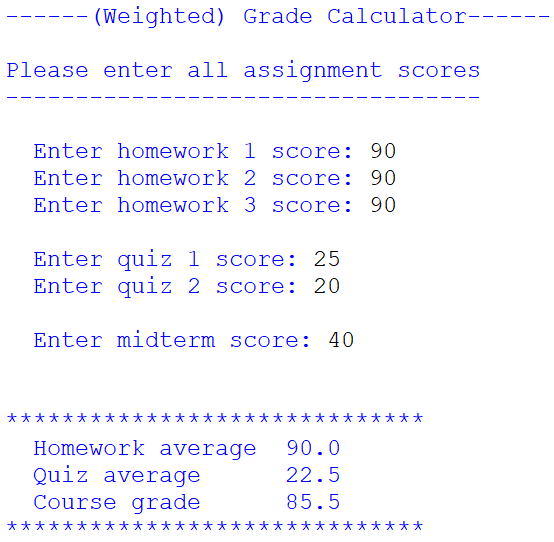 ------(Weighted) Grade Calculator------
Please enter all assignment scores
----------------------------------
Enter homework 1 score: 90
Enter homework 2 score: 90
Enter homework 3 score: 90
Enter quiz 1 score: 25
Enter quiz 2 score: 20
Enter midterm score: 40
******************************
Homework average  90.0
Quiz average      22.5
Course grade      85.5
******************************